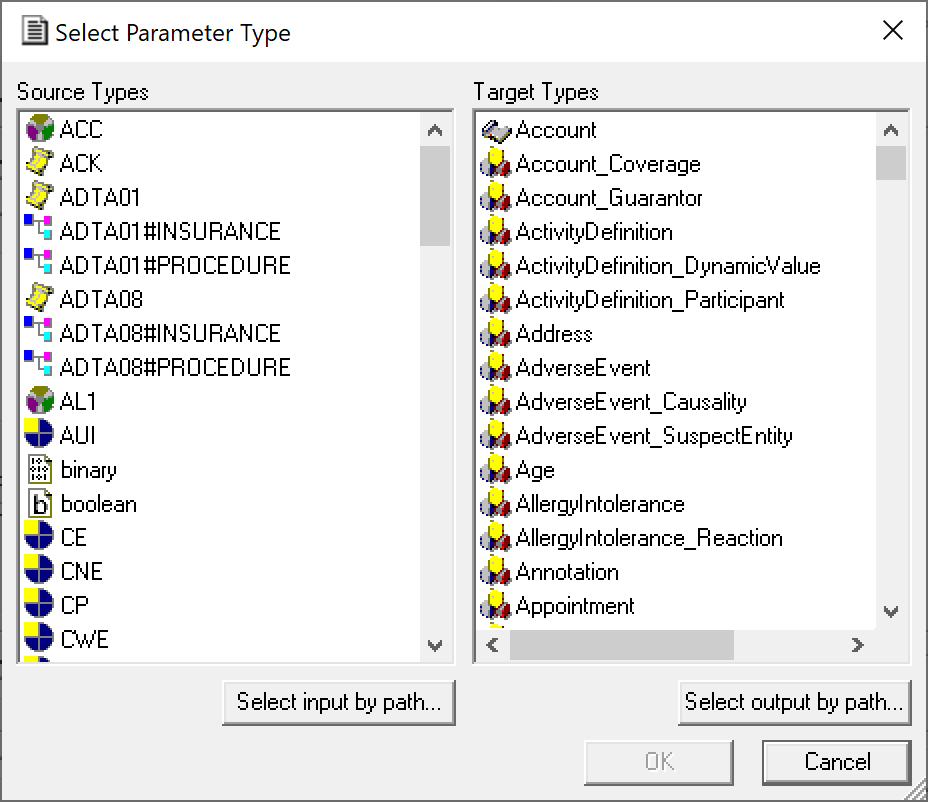 Select Parameter Type
Source Types
ACC
ACK
ADTA01
ADTA01#INSURANCE
ADTA01#PROCEDURE
ADTA08
ADTA08#INSURANCE
ADTA08#PROCEDURE
AL1
AUI
binary
b boolean
CE
CNE
CP
CWE
Select input by path...
Target Types
Account
Account_Coverage
Account_Guarantor
ActivityDefinition
ActivityDefinition_DynamicValue
ActivityDefinition_Participant
Address
AdverseEvent
AdverseEvent_Causality
AdverseEvent_SuspectEntity
Age
AllergyIntolerance
AllergyIntolerance_Reaction
Annotation
Appointment
Select output by path...
OK
Cancel